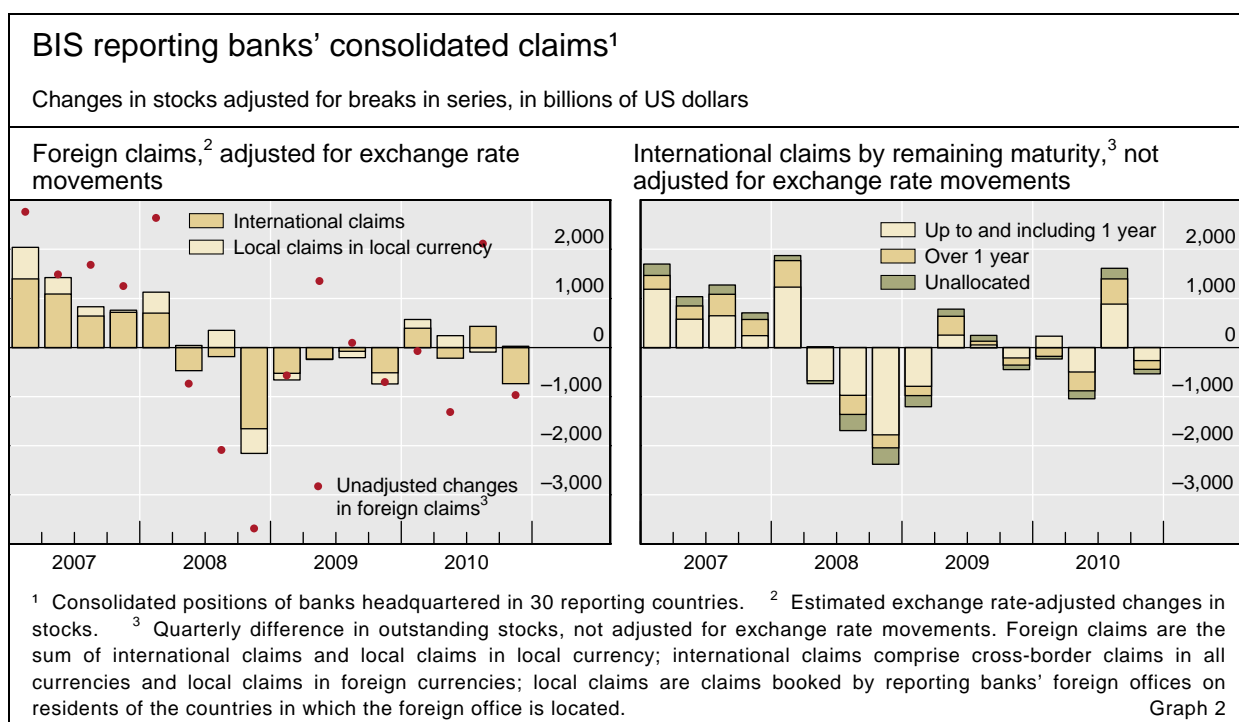 BIS reporting banks’ consolidated claims¹
Changes in stocks adjusted for breaks in series, in billions of US dollars
Foreign claims,² adjusted for exchange rate
movements
International claims
Local claims in local currency
2,000
1,000
0
–1,000
–2,000
–3,000
Unadjusted changes
in foreign claims³
2007 2008 2009 2010
International claims by remaining maturity,³ not
adjusted for exchange rate movements
Up to and including 1 year
Over 1 year
Unallocated
2,000
1,000
0
–1,000
–2,000
–3,000
2007 2008 2009 2010
¹ Consolidated positions of banks headquartered in 30 reporting countries. ² Estimated exchange rate-adjusted changes in
stocks. ³ Quarterly difference in outstanding stocks, not adjusted for exchange rate movements. Foreign claims are the
sum of international claims and local claims in local currency; international claims comprise cross-border claims in all
currencies and local claims in foreign currencies; local claims are claims booked by reporting banks’ foreign offices on
residents of the countries in which the foreign office is located. Graph 2